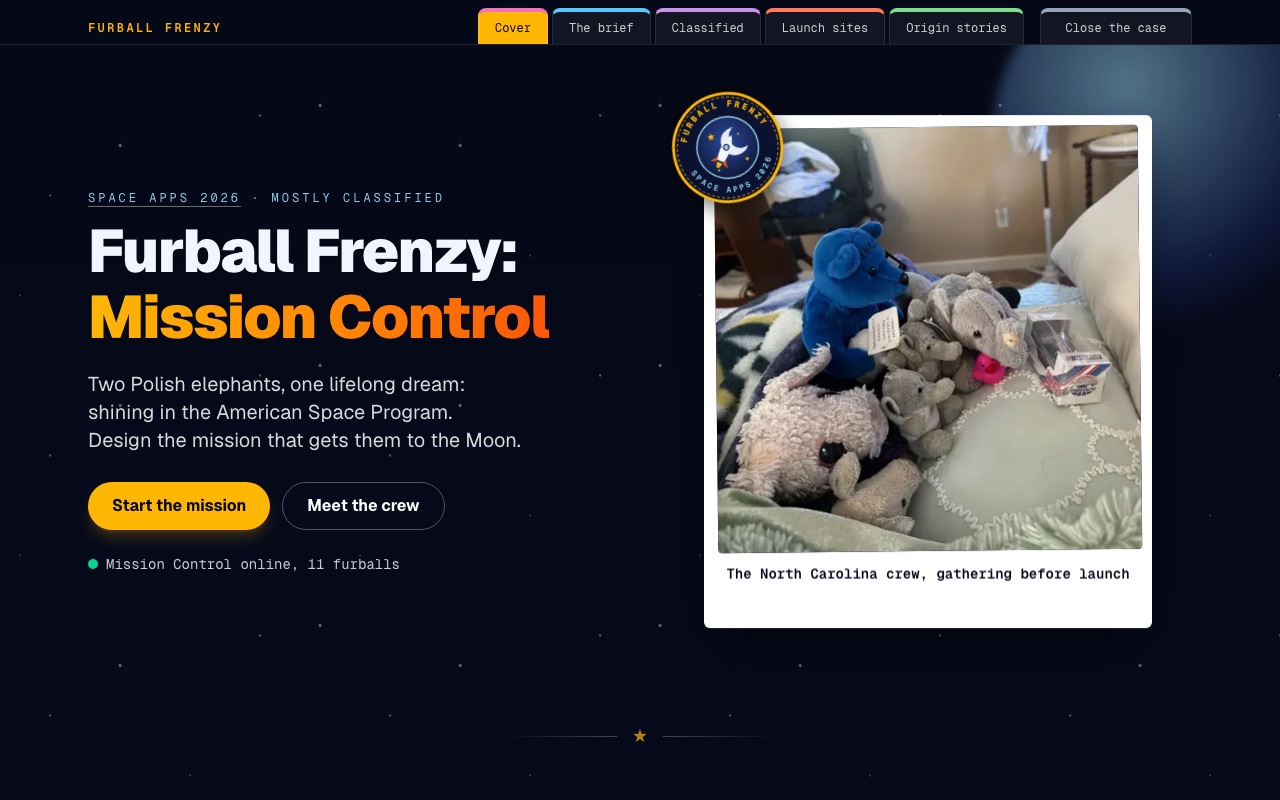 FURBALL FRENZY
Cover
The brief
Classified
Launch sites
Origin stories
Close the case
SPACE APPS 2026 · MOSTLY CLASSIFIED
Furball Frenzy:
Mission Control
Two Polish elephants, one lifelong dream:
shining in the American Space Program.
Design the mission that gets them to the Moon.
Start the mission
Meet the crew
Mission Control online, 11 furballs
FURBALL FRENZY
SPACE APPS 2026
The North Carolina crew, gathering before launch